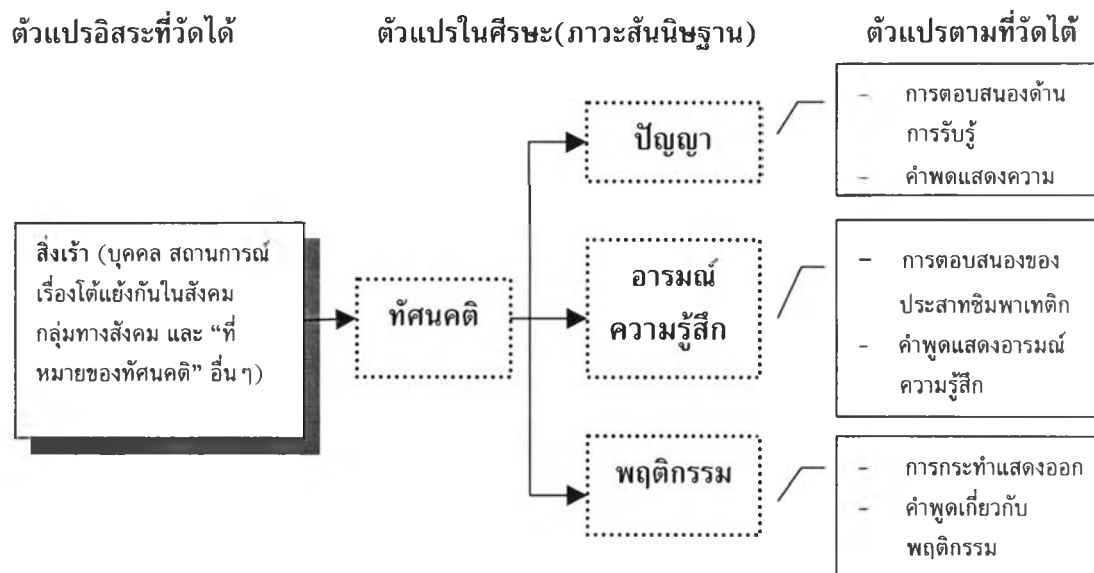 ตัวแปรอิสระที่วัดได้
ตัวแปรในศีรษะ(ภาวะสันนิษฐาน)
ตัวแปรตามที่วัดไต้
สิ่งเร้า (บุคคล สถานการณ์
เรื่องโต้แย้งกันในสังคม
กลุ่มทางสังคม และ “ที่
หมายของทัศนคติ” อื่นๆ)
ทัศนคติ
ปัญญา
อารมณ์
ความรู้สึก
พฤติกรรม
- การตอบสนองด้าน
การรับรู้
- คำพดแสดงความ
- การตอบสนองของ
ประสาทซิมพาเทติก
- คำพูดแสดงอารมณ์
ความรู้สึก
- การกระทำแสดงออก
- คำพูดเกี่ยวกับ
พฤติกรรม